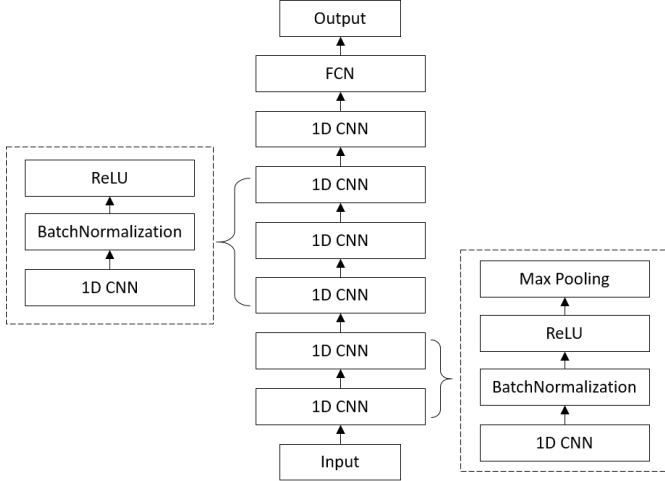 Output
FCN
1D CNN
1D CNN
1D CNN
1D CNN
1D CNN
1D CNN
Input
ReLU
BatchNormalization
1D CNN
Max Pooling
ReLU
BatchNormalization
1D CNN